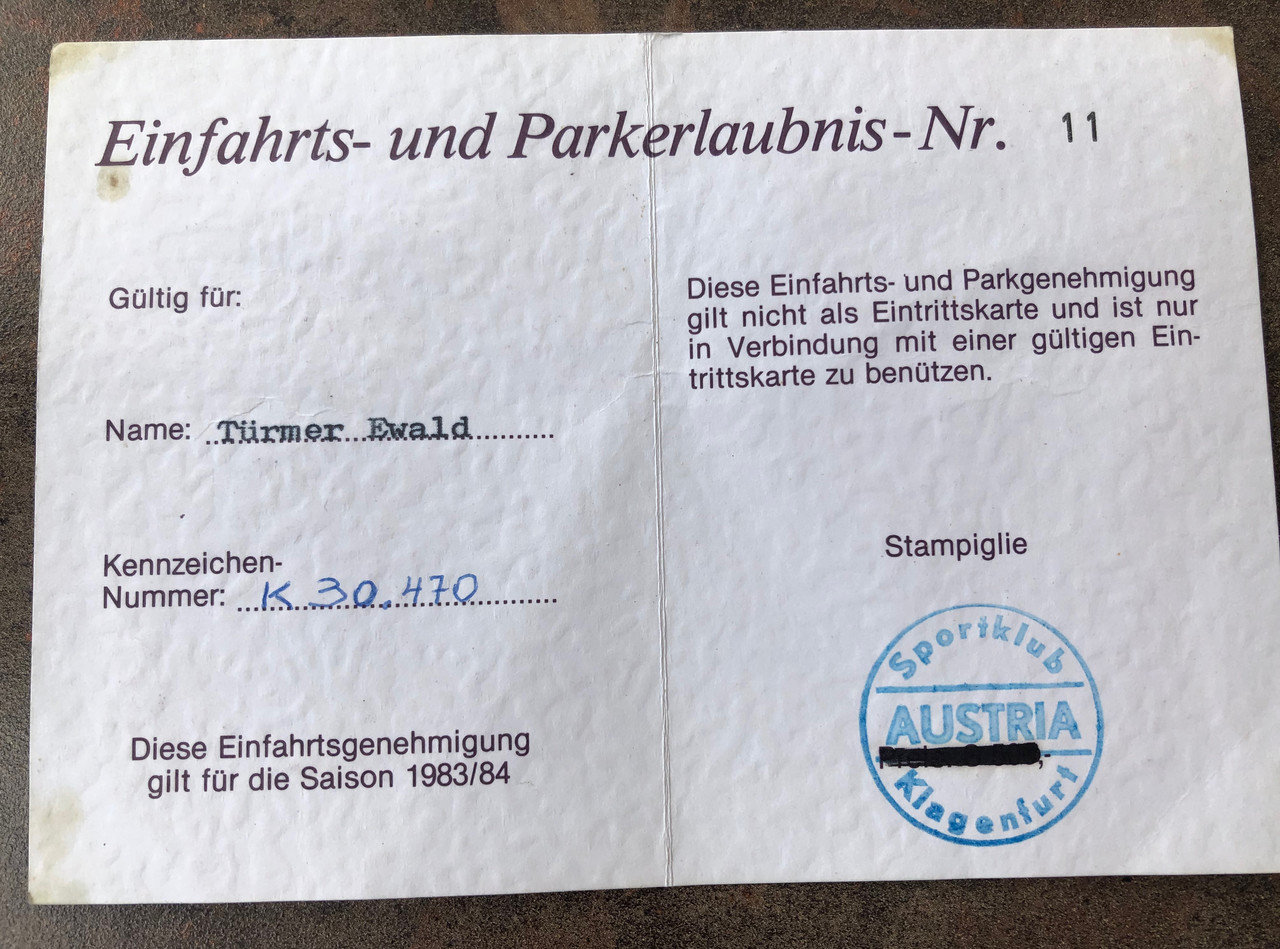 Einfahrts- und Parkerlaubnis-Nr. 11
Gültig für:
Name: Türmer Ewald
Kennzeichen-
Nummer: K 30.470
Diese Einfahrtsgenehmigung
gilt für die Saison 1983/84
Diese Einfahrts- und Parkgenehmigung
gilt nicht als Eintrittskarte und ist nur
in Verbindung mit einer gültigen Ein-
trittskarte zu benützen.
Stampiglie
Sportklub
AUSTRIA
Klagenfurt